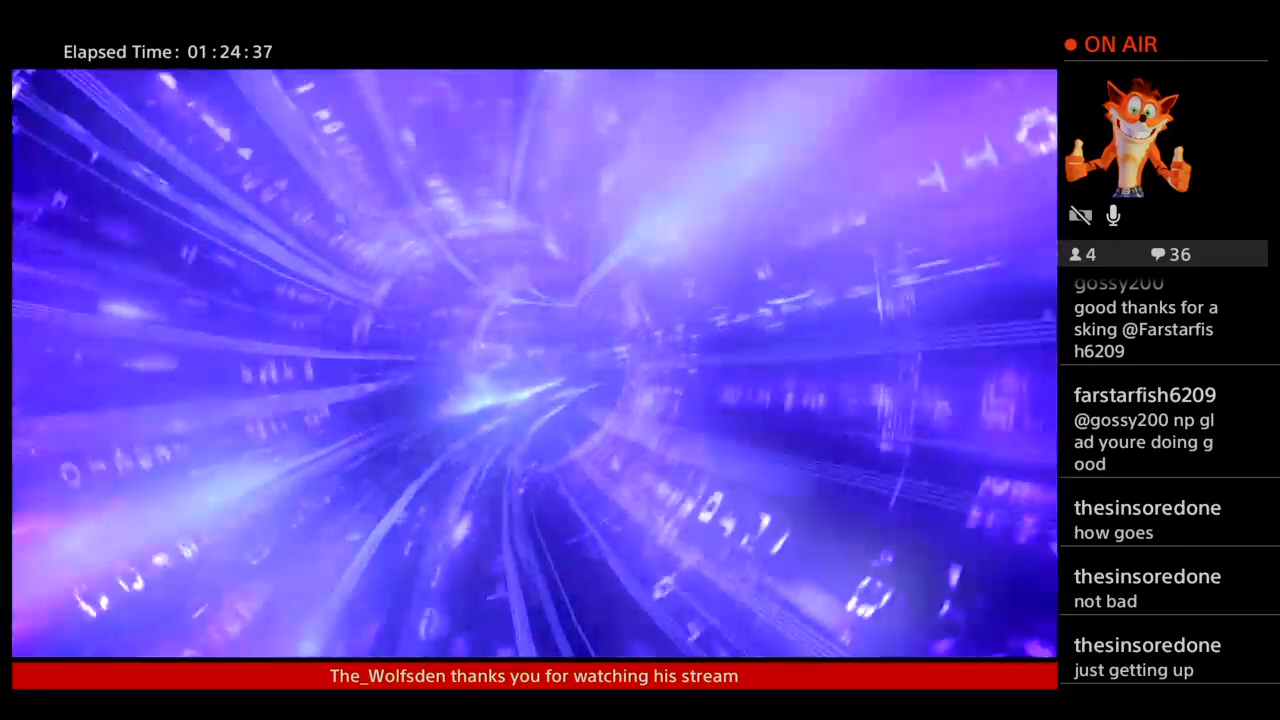 Elapsed Time: 01:24:37
ON AIR
4
36
gossy200
good thanks for a
sking @Farstarfis
h6209
farstarfish6209
@gossy200 np gl
ad youre doing g
ood
thesinsoredone
how goes
thesinsoredone
not bad
thesinsoredone
just getting up
The_Wolfsden thanks you for watching his stream